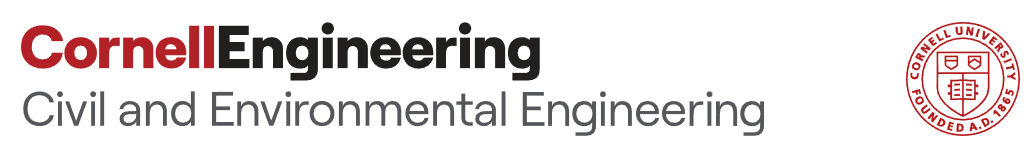 CornellEngineering
Civil and Environmental Engineering
CORNELL UNIVERSITY
FOUNDED A.D. 1865